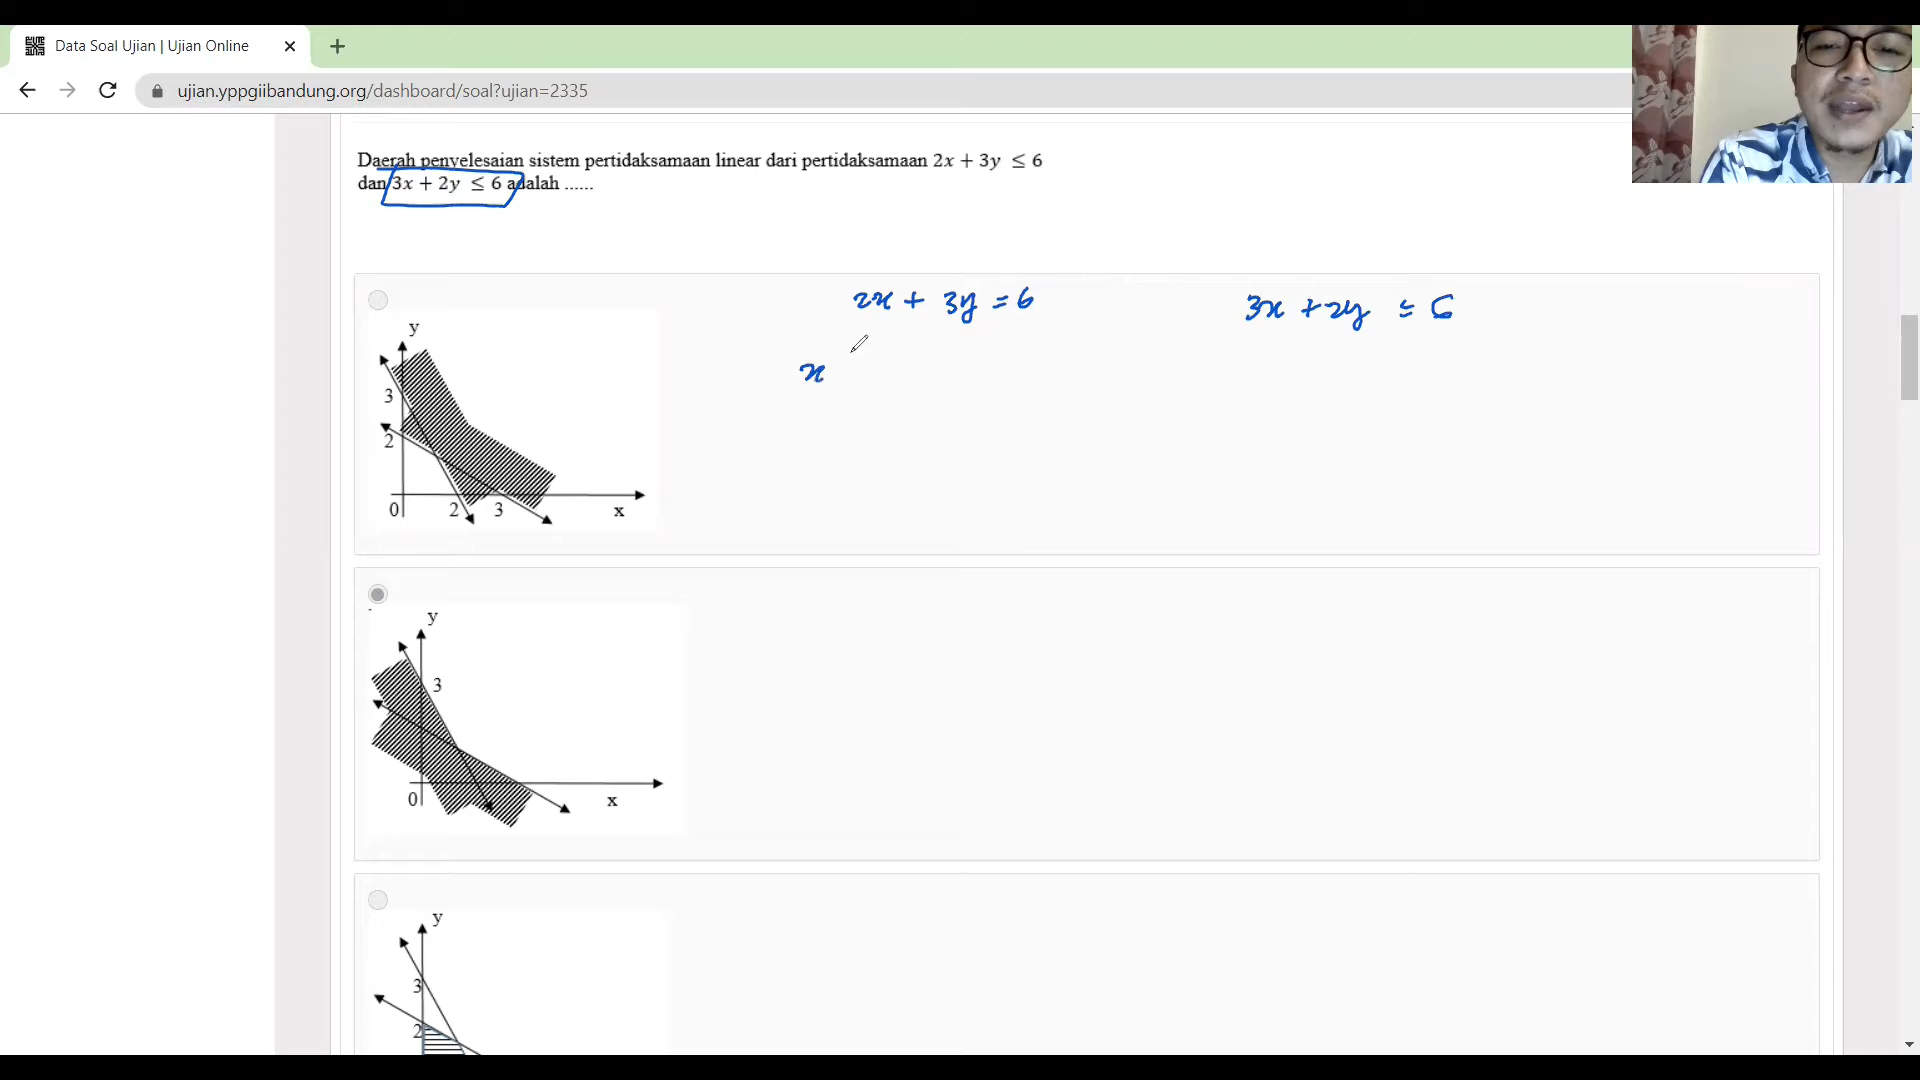 Data Soal Ujian | Ujian Online
ujian.yppgiibandung.org/dashboard/soal?ujian=2335
Daerah penyelesaian sistem pertidaksamaan linear dari pertidaksamaan 2x + 3y ≤ 6
dan 3x + 2y ≤ 6 adalah ......
2x + 3y = 6
3x + 2y = 6
x
y
3
2
0
2
3
x
y
3
0
x
y
3
2